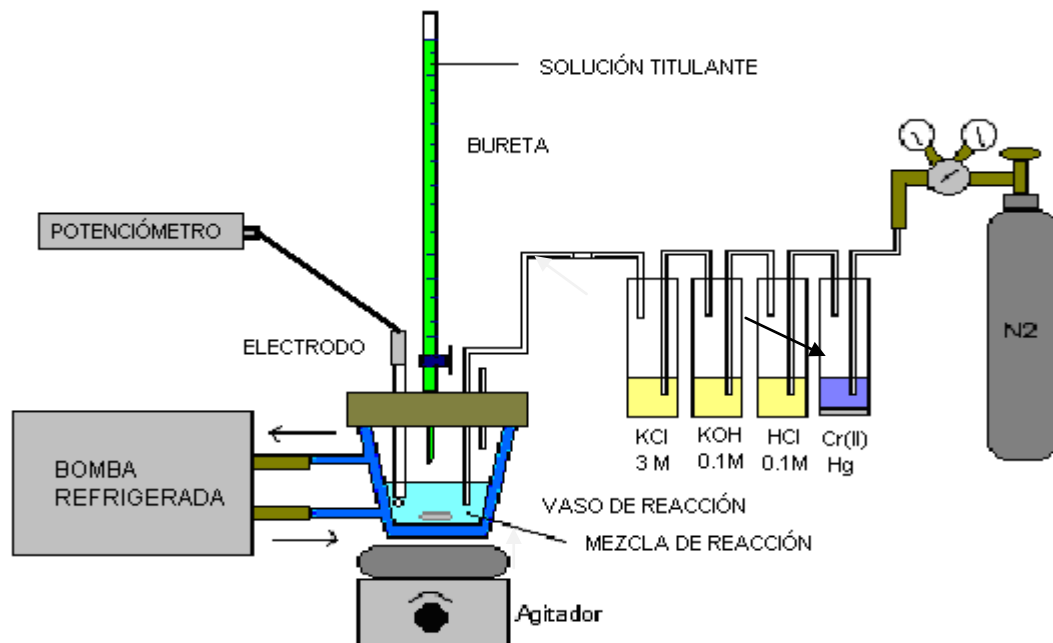 SOLUCIÓN TITULANTE
BURETA
POTENCIÓMETRO
ELECTRODO
N2
KCl
3 M
KOH
0.1M
HCl
0.1M
Cr(II)
Hg
BOMBA
REFRIGERADA
VASO DE REACCIÓN
MEZCLA DE REACCIÓN
Agitador